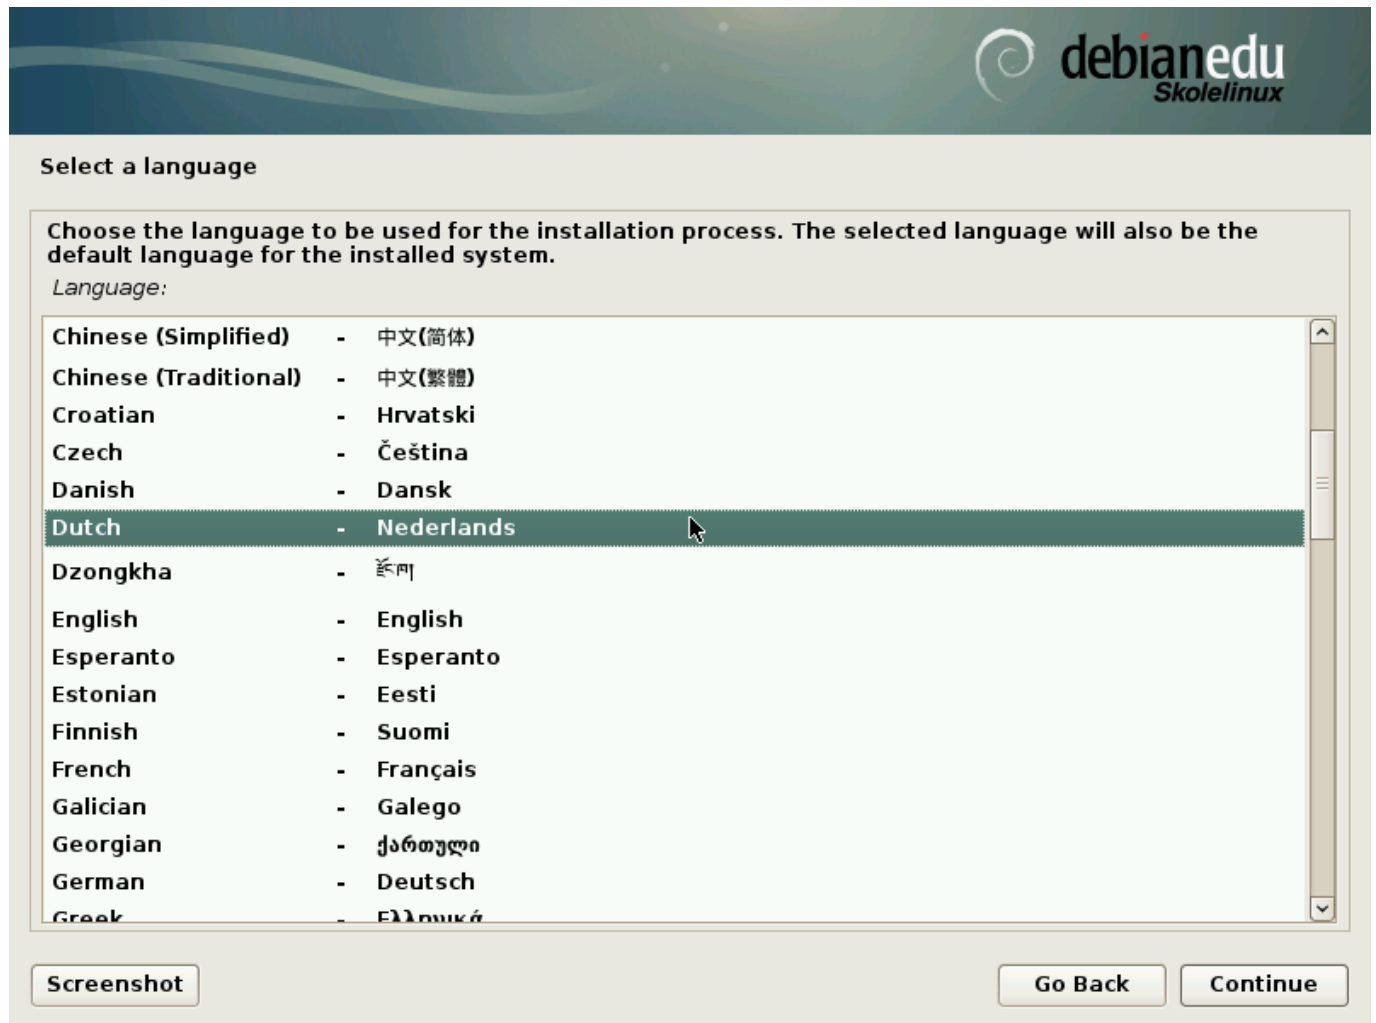 debianedu
Skolelinux
Select a language
Choose the language to be used for the installation process. The selected language will also be the
default language for the installed system.
Language:
Chinese (Simplified) - 中文(简体)
Chinese (Traditional) - 中文(繁體)
Croatian - Hrvatski
Czech - Čeština
Danish - Dansk
Dutch - Nederlands
Dzongkha - རྫོང་ཁ།
English - English
Esperanto - Esperanto
Estonian - Eesti
Finnish - Suomi
French - Français
Galician - Galego
Georgian - ქართული
German - Deutsch
Greek - Ελληνικά
Screenshot Go Back Continue